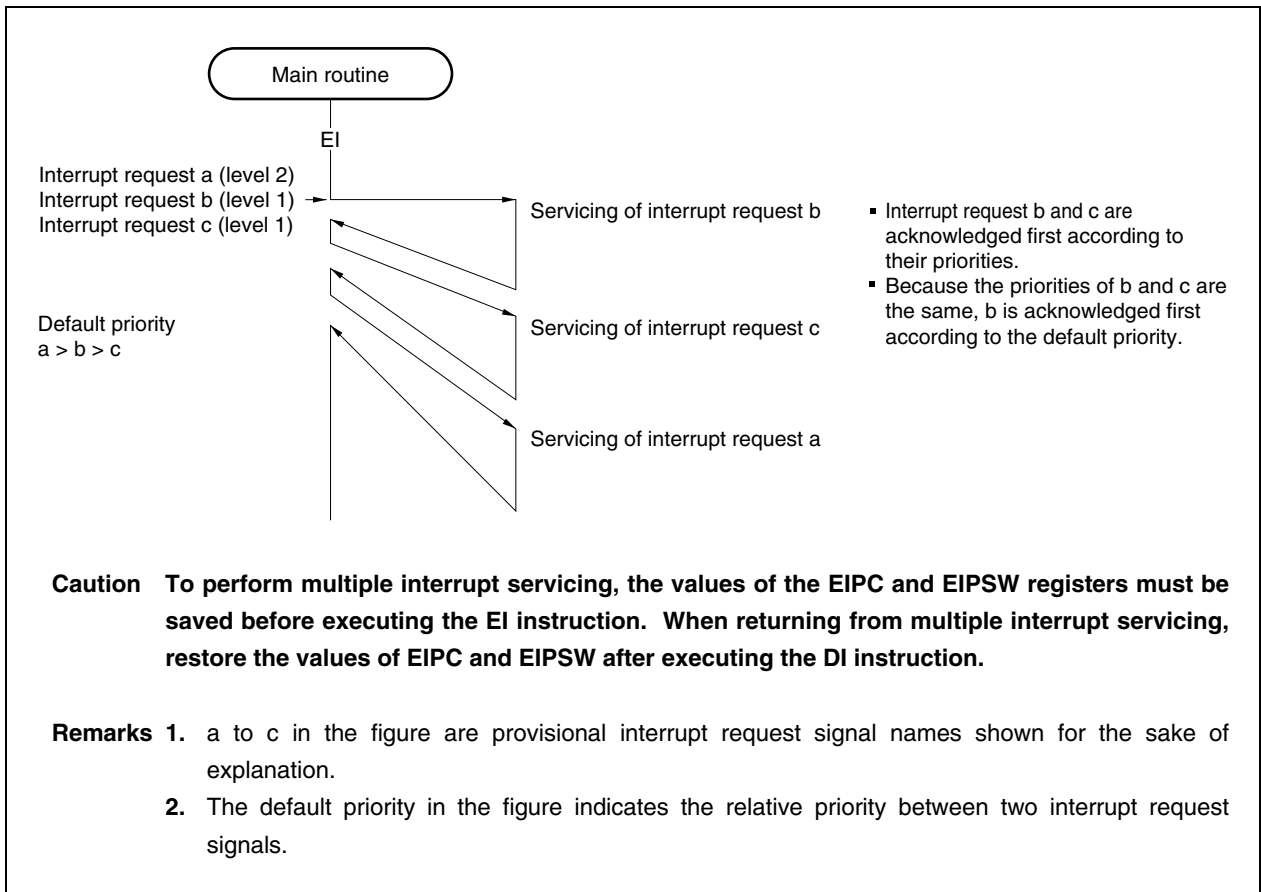 Main routine
EI
Interrupt request a (level 2)
Interrupt request b (level 1)
Interrupt request c (level 1)
Servicing of interrupt request b
▪ Interrupt request b and c are
acknowledged first according to
their priorities.
▪ Because the priorities of b and c are
the same, b is acknowledged first
according to the default priority.
Default priority
a > b > c
Servicing of interrupt request c
Servicing of interrupt request a
Caution To perform multiple interrupt servicing, the values of the EIPC and EIPSW registers must be
saved before executing the EI instruction. When returning from multiple interrupt servicing,
restore the values of EIPC and EIPSW after executing the DI instruction.
Remarks 1. a to c in the figure are provisional interrupt request signal names shown for the sake of
explanation.
2. The default priority in the figure indicates the relative priority between two interrupt request
signals.